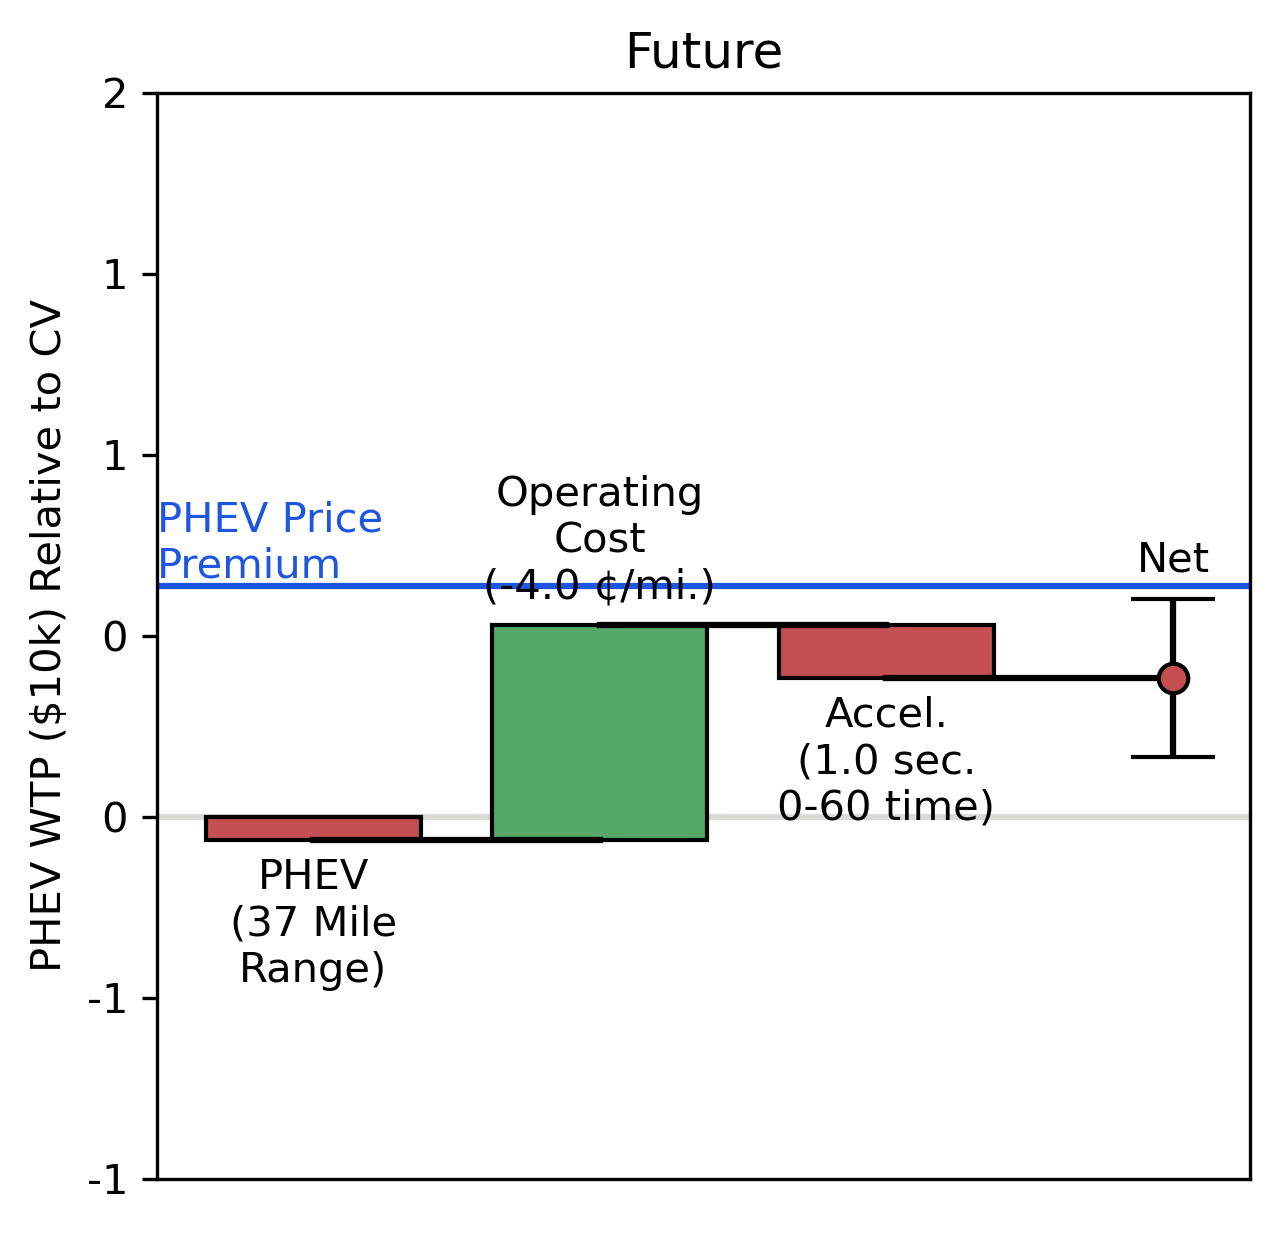 Future
PHEV WTP ($10k) Relative to CV
2
1
1
0
0
-1
-1
PHEV Price
Premium
Operating
Cost
(-4.0 ¢/mi.)
Net
Accel.
(1.0 sec.
0-60 time)
PHEV
(37 Mile
Range)